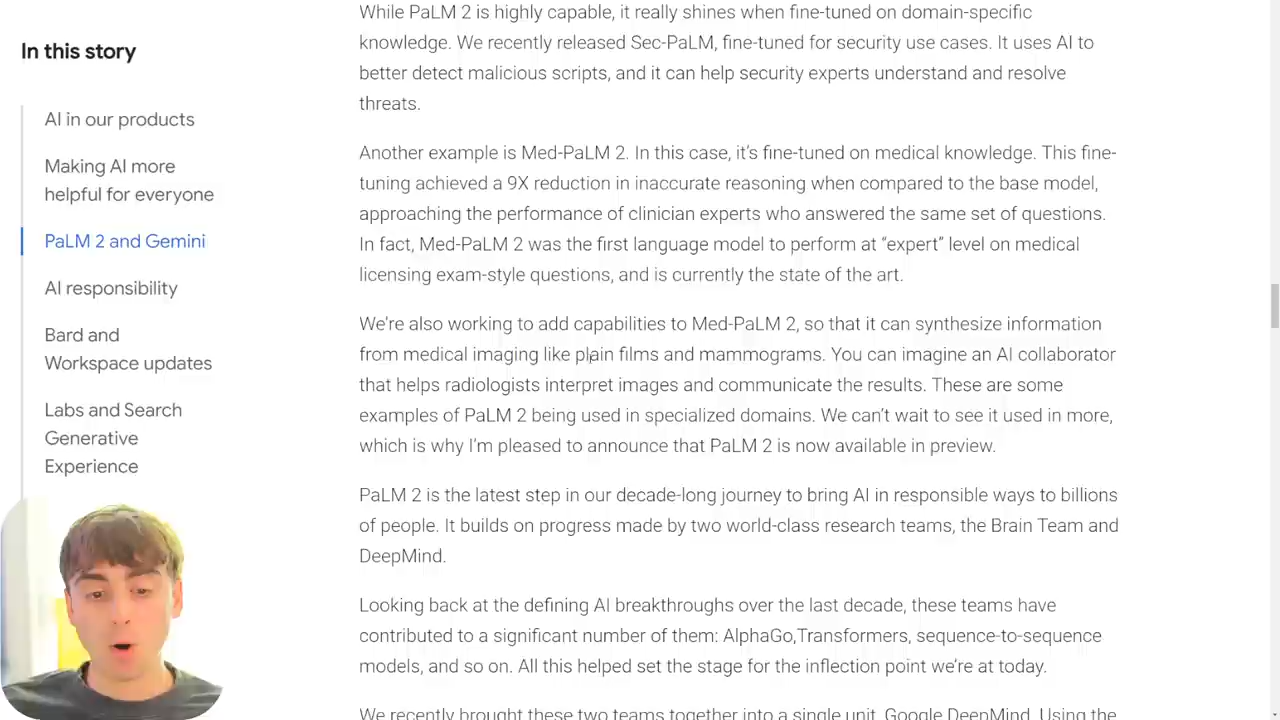 In this story
AI in our products
Making AI more
helpful for everyone
PaLM 2 and Gemini
AI responsibility
Bard and
Workspace updates
Labs and Search
Generative
Experience
While PaLM 2 is highly capable, it really shines when fine-tuned on domain-specific
knowledge. We recently released Sec-PaLM, fine-tuned for security use cases. It uses AI to
better detect malicious scripts, and it can help security experts understand and resolve
threats.
Another example is Med-PaLM 2. In this case, it’s fine-tuned on medical knowledge. This fine-
tuning achieved a 9X reduction in inaccurate reasoning when compared to the base model,
approaching the performance of clinician experts who answered the same set of questions.
In fact, Med-PaLM 2 was the first language model to perform at “expert” level on medical
licensing exam-style questions, and is currently the state of the art.
We're also working to add capabilities to Med-PaLM 2, so that it can synthesize information
from medical imaging like plain films and mammograms. You can imagine an AI collaborator
that helps radiologists interpret images and communicate the results. These are some
examples of PaLM 2 being used in specialized domains. We can’t wait to see it used in more,
which is why I’m pleased to announce that PaLM 2 is now available in preview.
PaLM 2 is the latest step in our decade-long journey to bring AI in responsible ways to billions
of people. It builds on progress made by two world-class research teams, the Brain Team and
DeepMind.
Looking back at the defining AI breakthroughs over the last decade, these teams have
contributed to a significant number of them: AlphaGo,Transformers, sequence-to-sequence
models, and so on. All this helped set the stage for the inflection point we’re at today.
We recently brought these two teams together into a single unit, Google DeepMind. Using the